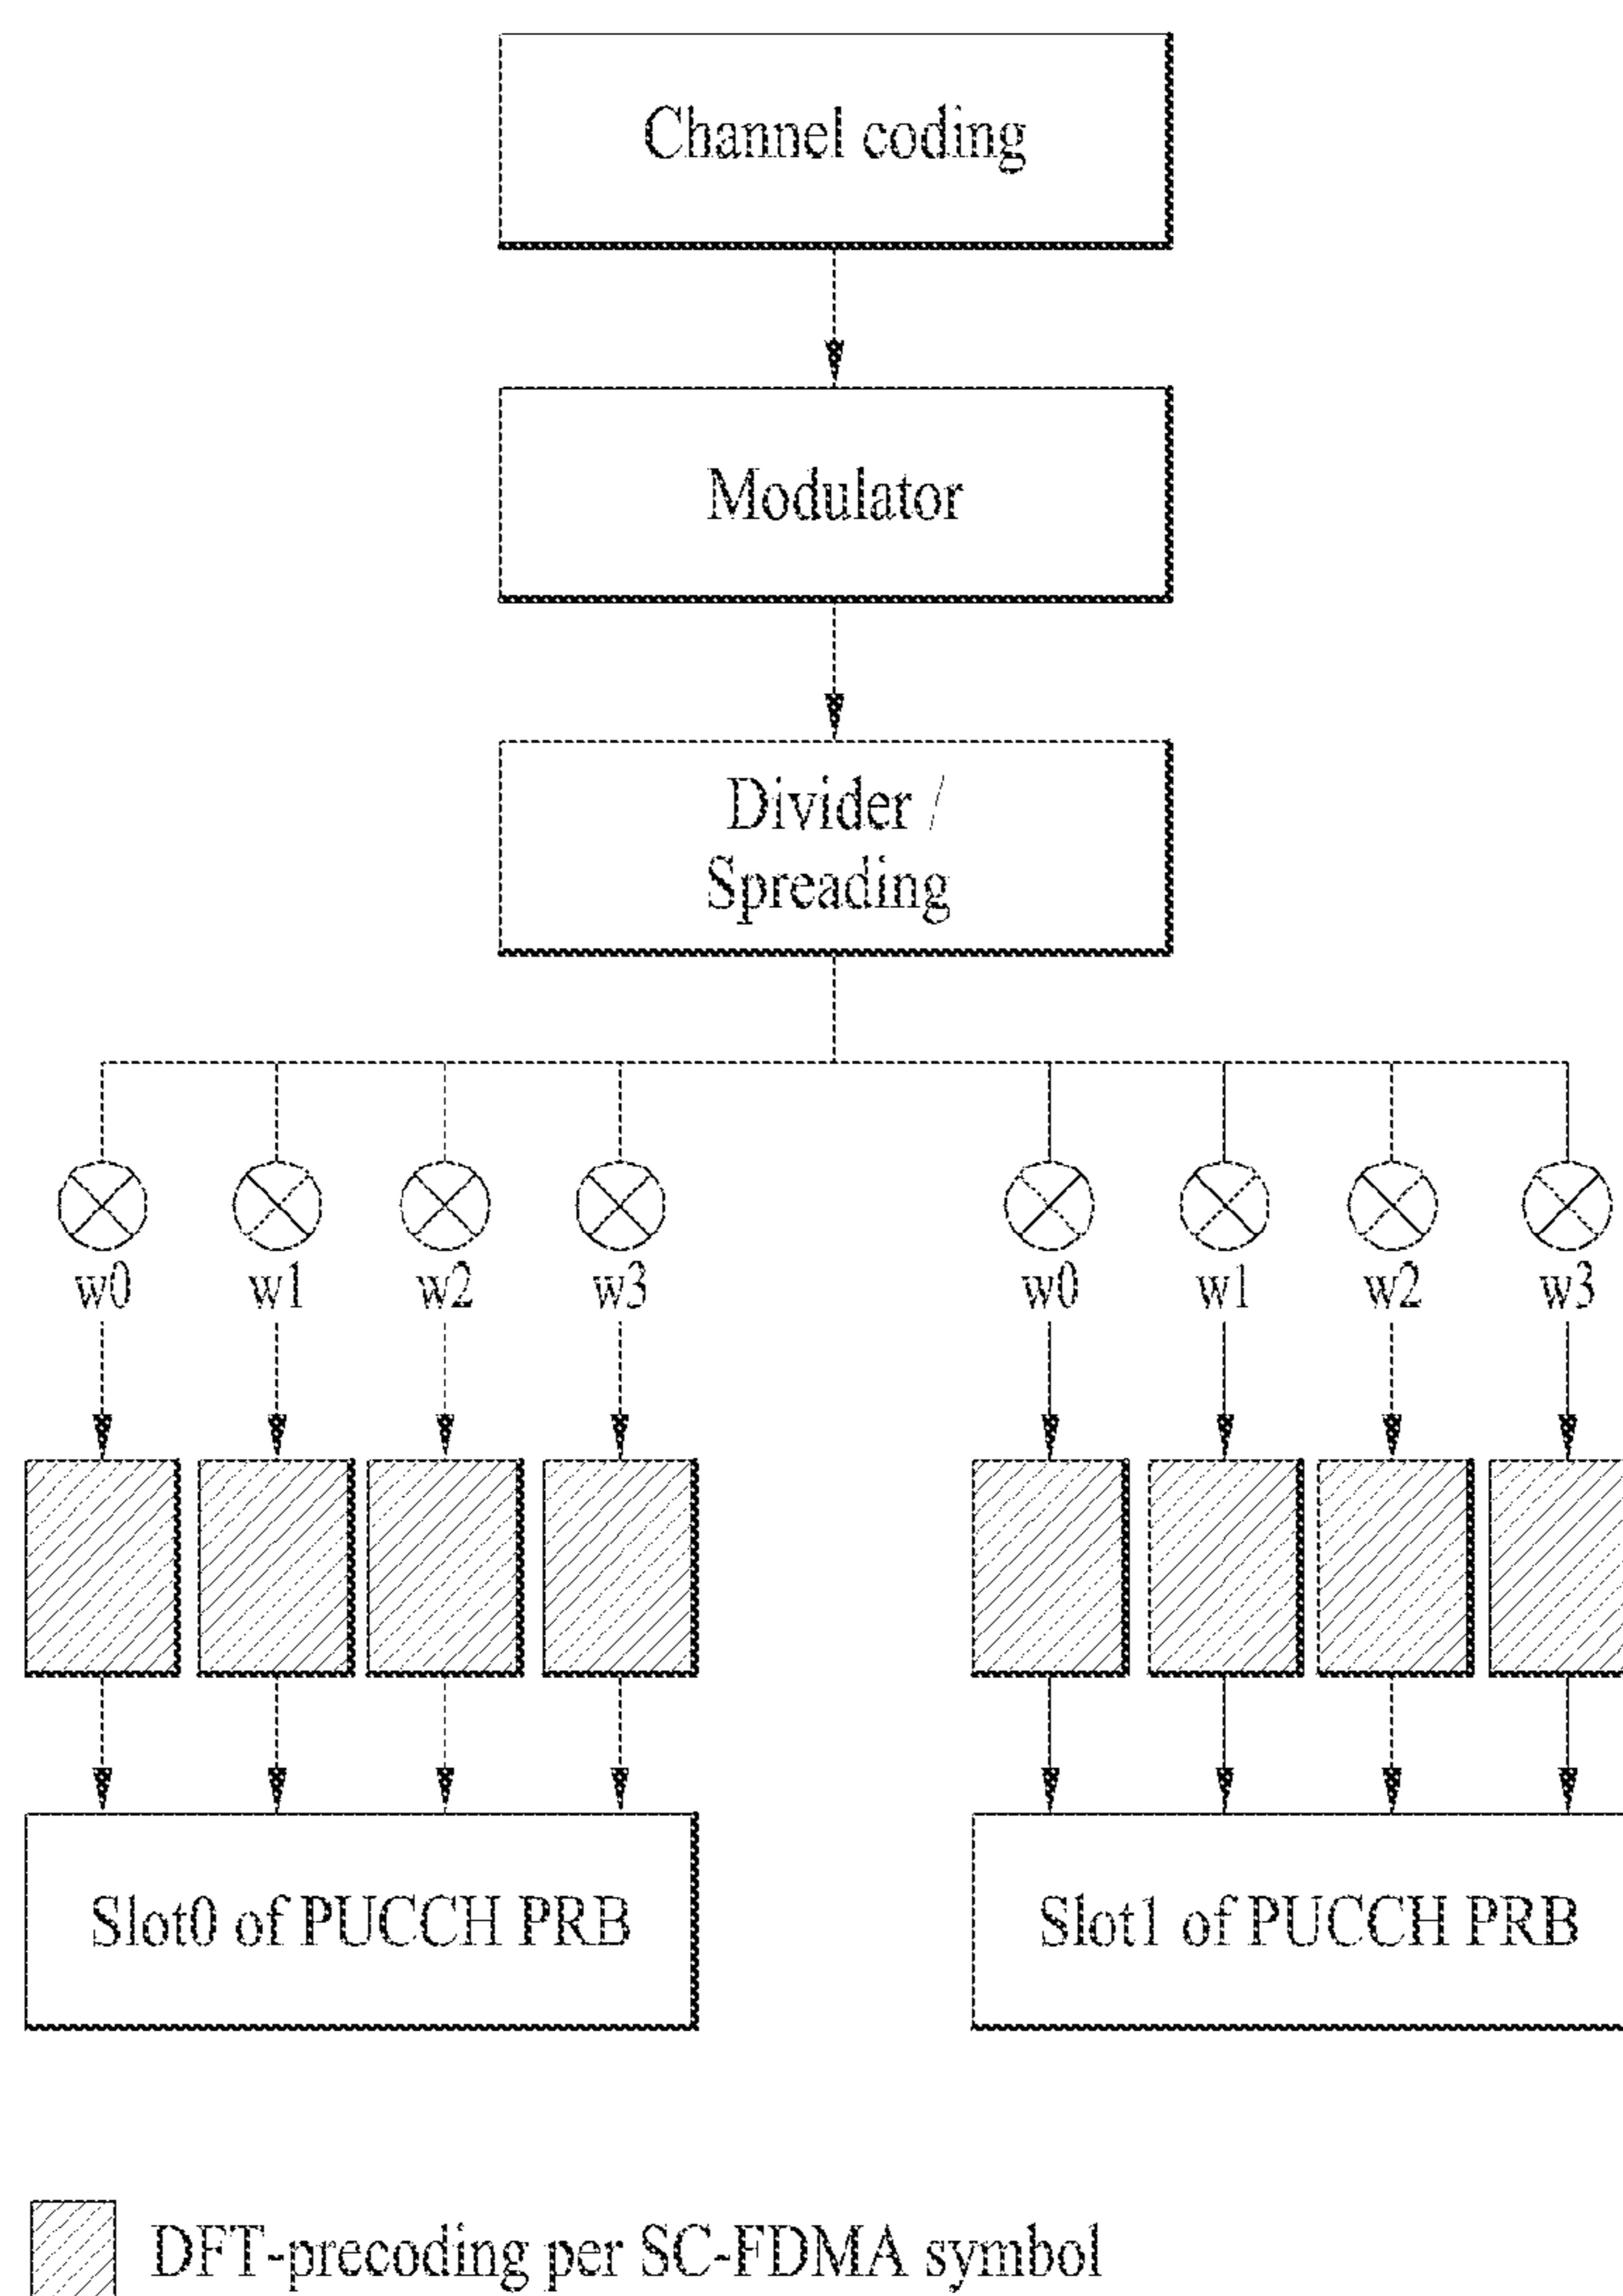 Channel coding
Modulator
Divider /
Spreading
w0 w1 w2 w3 w0 w1 w2 w3
Slot0 of PUCCH PRB Slot1 of PUCCH PRB
DFT-precoding per SC-FDMA symbol